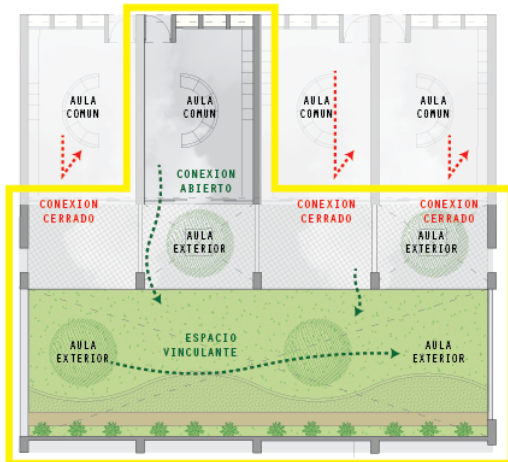 AULA
COMUN
AULA
COMUN
AULA
COMUN
AULA
COMUN
CONEXION
ABIERTO
CONEXION
CERRADO
CONEXION
CERRADO
CONEXION
CERRADO
AULA
EXTERIOR
AULA
EXTERIOR
AULA
EXTERIOR
ESPACIO
VINCULANTE
AULA
EXTERIOR